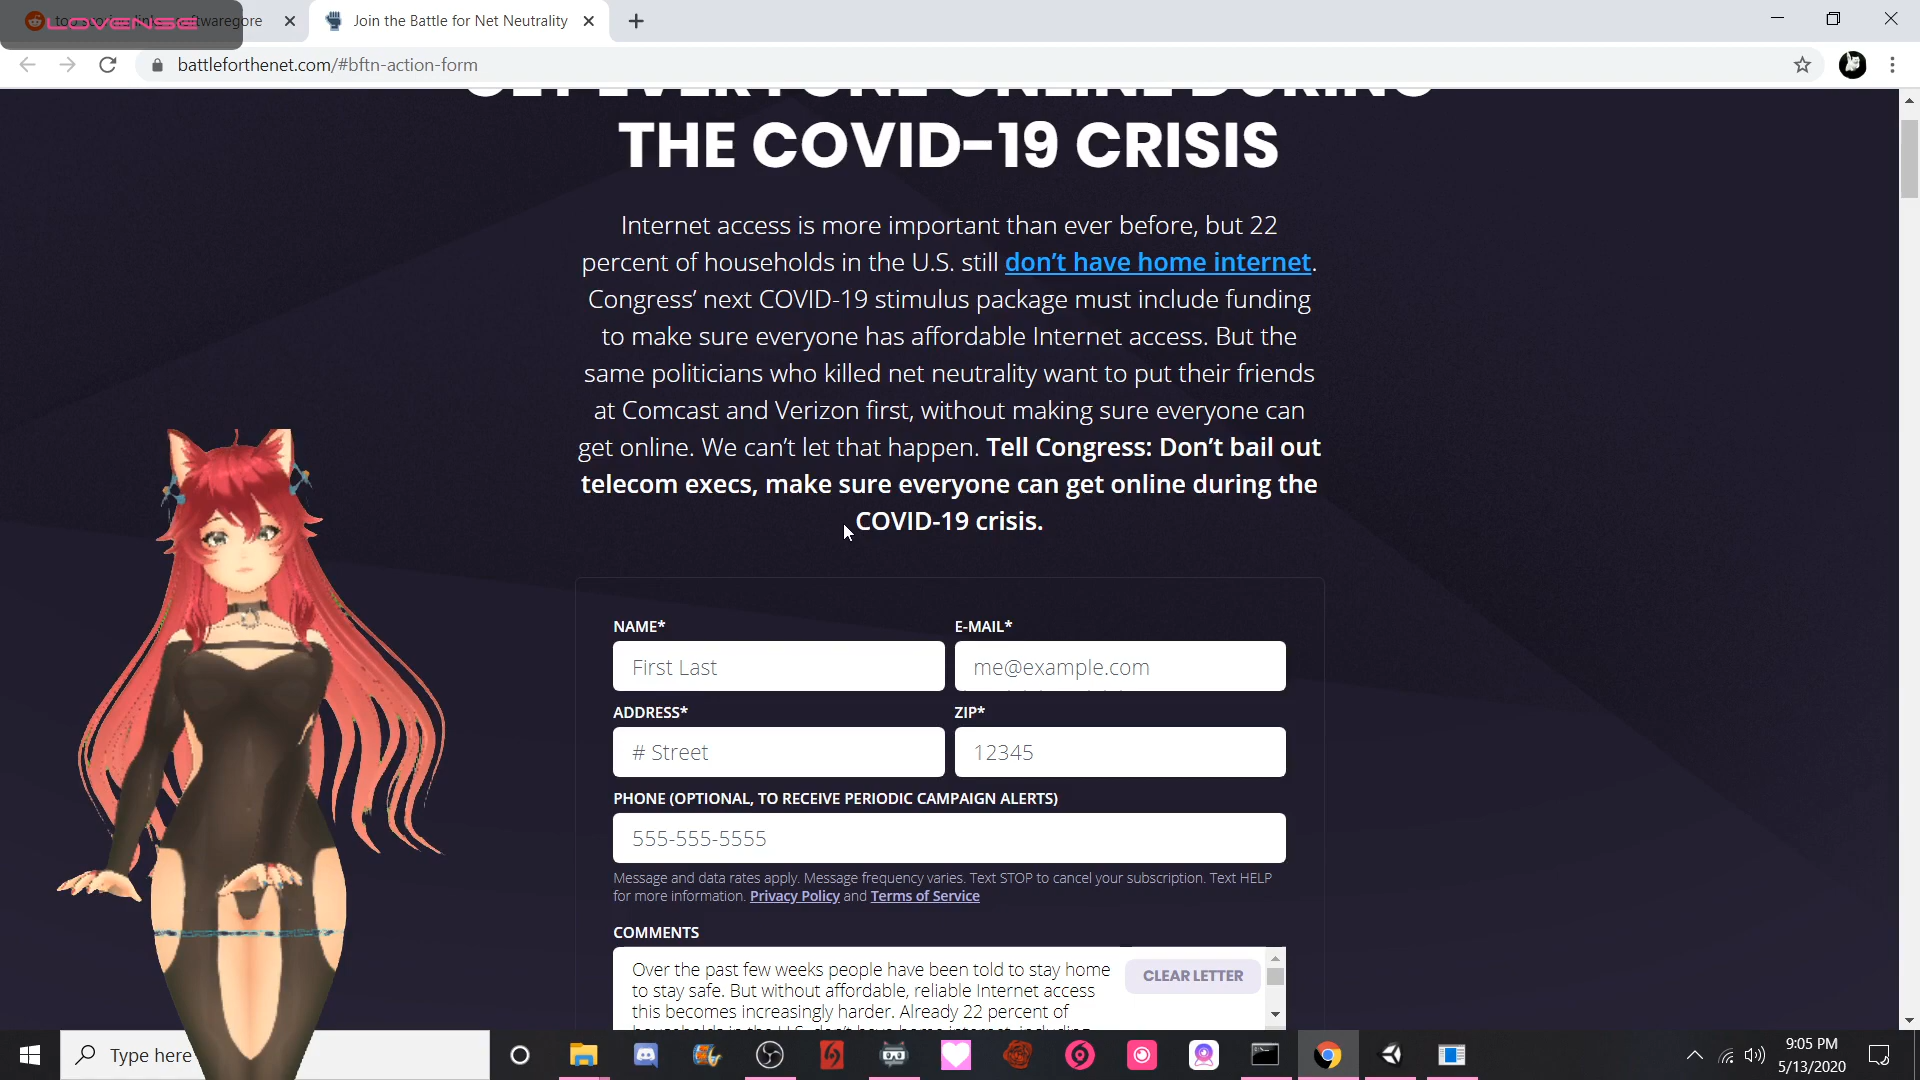 LOVENSE
Join the Battle for Net Neutrality
battleforthenet.com/#bftn-action-form
GET EVERYONE ONLINE DURING
THE COVID-19 CRISIS
Internet access is more important than ever before, but 22
percent of households in the U.S. still don't have home internet.
Congress' next COVID-19 stimulus package must include funding
to make sure everyone has affordable Internet access. But the
same politicians who killed net neutrality want to put their friends
at Comcast and Verizon first, without making sure everyone can
get online. We can't let that happen. Tell Congress: Don't bail out
telecom execs, make sure everyone can get online during the
COVID-19 crisis.
NAME* E-MAIL*
First Last me@example.com
ADDRESS* ZIP*
# Street 12345
PHONE (OPTIONAL, TO RECEIVE PERIODIC CAMPAIGN ALERTS)
555-555-5555
Message and data rates apply. Message frequency varies. Text STOP to cancel your subscription. Text HELP
for more information. Privacy Policy and Terms of Service
COMMENTS
Over the past few weeks people have been told to stay home
CLEAR LETTER
to stay safe. But without affordable, reliable Internet access
this becomes increasingly harder. Already 22 percent of
Type here
9:05 PM
5/13/2020